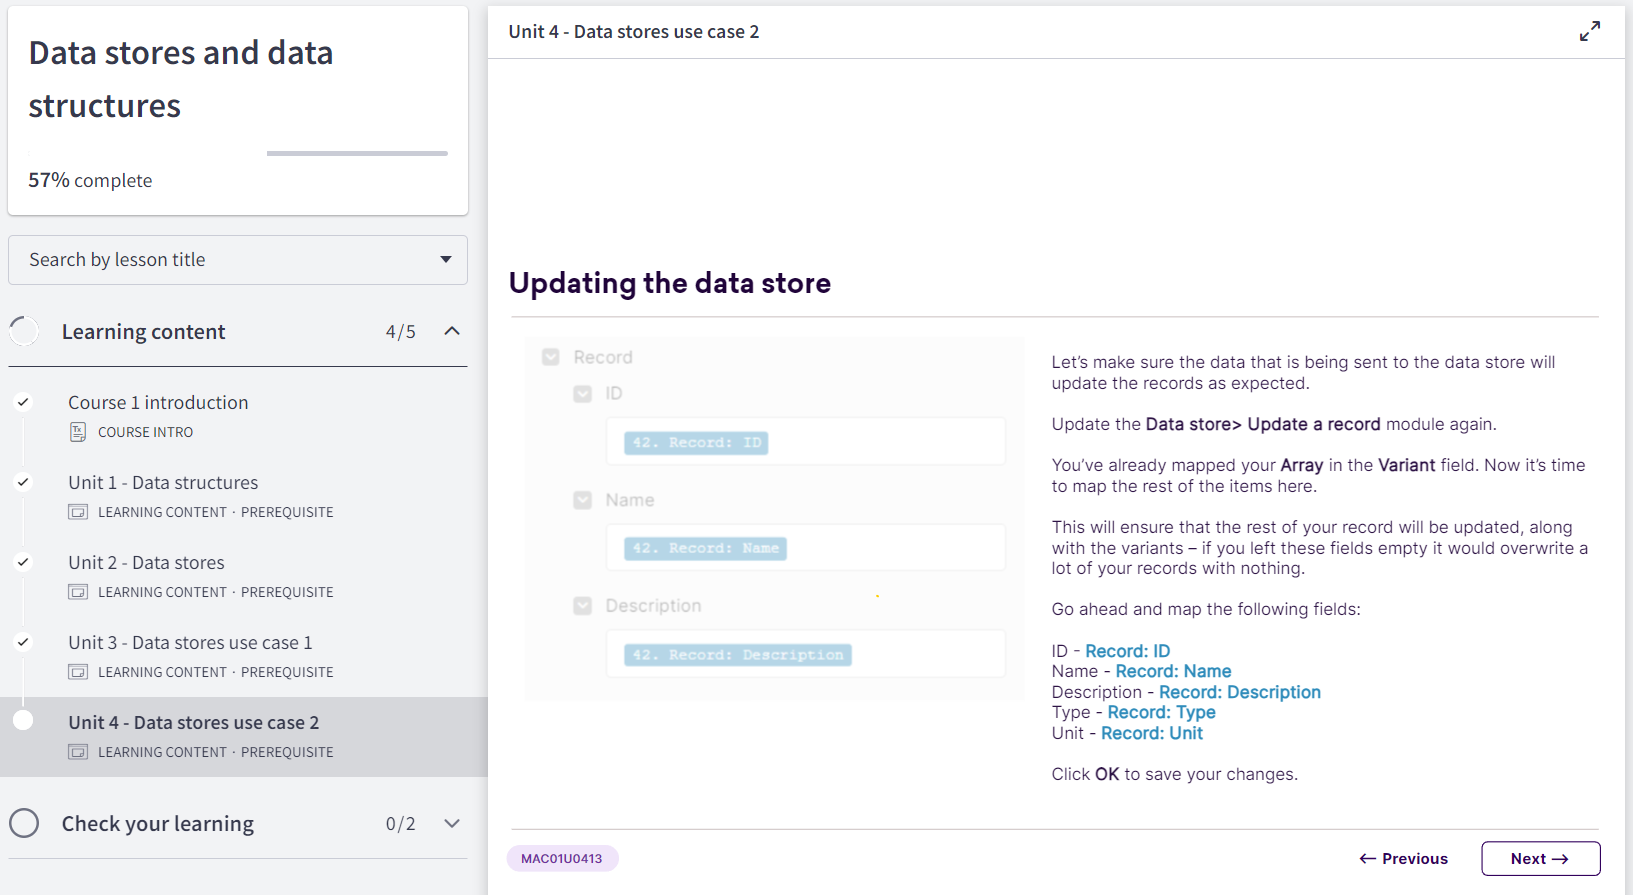 Data stores and data
structures
57% complete
Search by lesson title
Learning content 4/5
Course 1 introduction
COURSE INTRO
Unit 1 - Data structures
LEARNING CONTENT · PREREQUISITE
Unit 2 - Data stores
LEARNING CONTENT · PREREQUISITE
Unit 3 - Data stores use case 1
LEARNING CONTENT · PREREQUISITE
Unit 4 - Data stores use case 2
LEARNING CONTENT · PREREQUISITE
Check your learning 0/2
Unit 4 - Data stores use case 2
Updating the data store
Record
ID
42. Record: ID
Name
42. Record: Name
Description
42. Record: Description
Let’s make sure the data that is being sent to the data store will
update the records as expected.
Update the Data store> Update a record module again.
You’ve already mapped your Array in the Variant field. Now it’s time
to map the rest of the items here.
This will ensure that the rest of your record will be updated, along
with the variants – if you left these fields empty it would overwrite a
lot of your records with nothing.
Go ahead and map the following fields:
ID - Record: ID
Name - Record: Name
Description - Record: Description
Type - Record: Type
Unit - Record: Unit
Click OK to save your changes.
MAC01U0413
← Previous
Next →